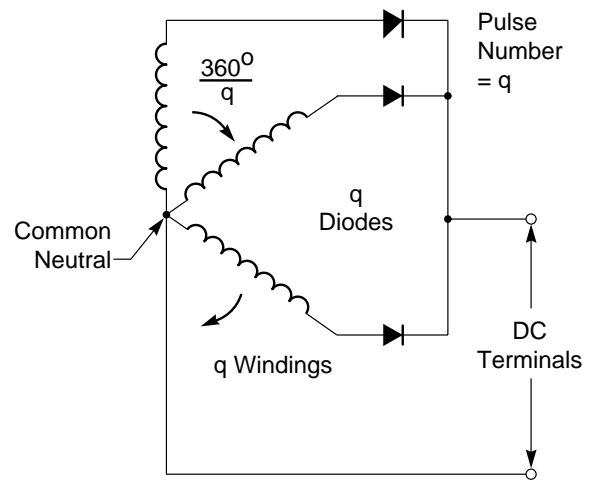 Pulse
Number
= q
360°
q
q
Diodes
Common
Neutral
q Windings
DC
Terminals